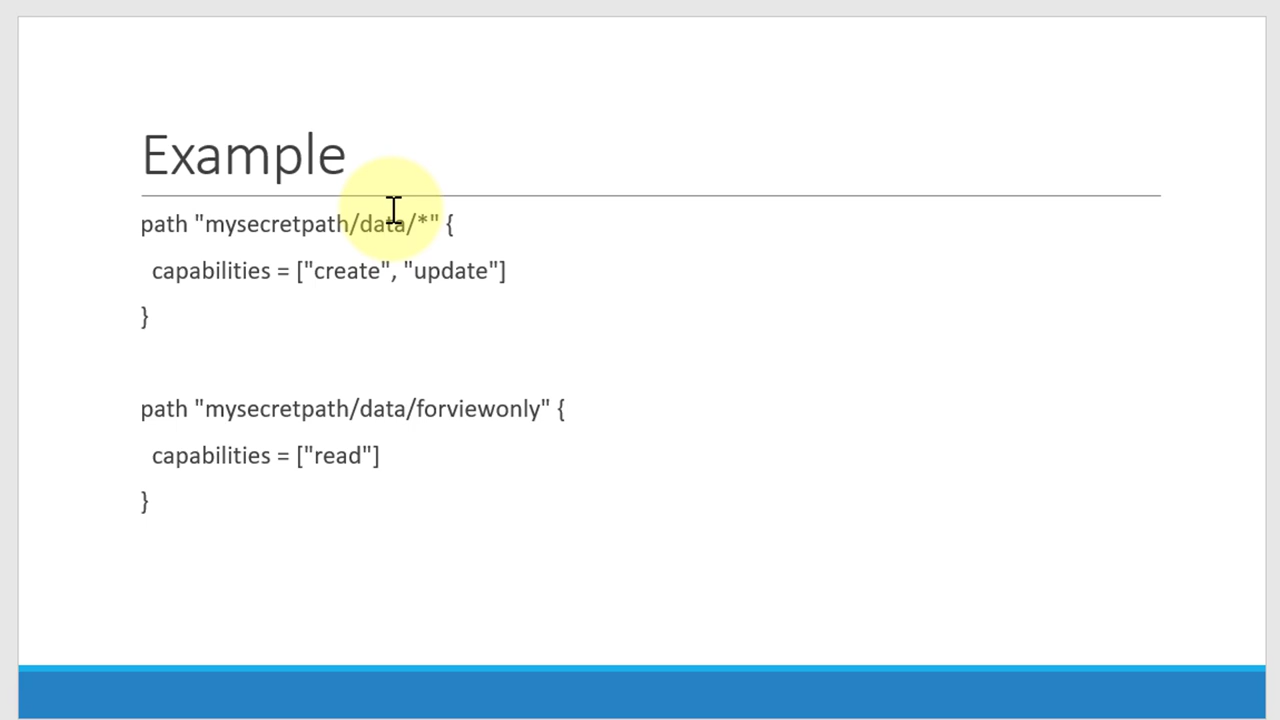 Example
path "mysecretpath/data/*" {
capabilities = ["create", "update"]
}
path "mysecretpath/data/forviewonly" {
capabilities = ["read"]
}